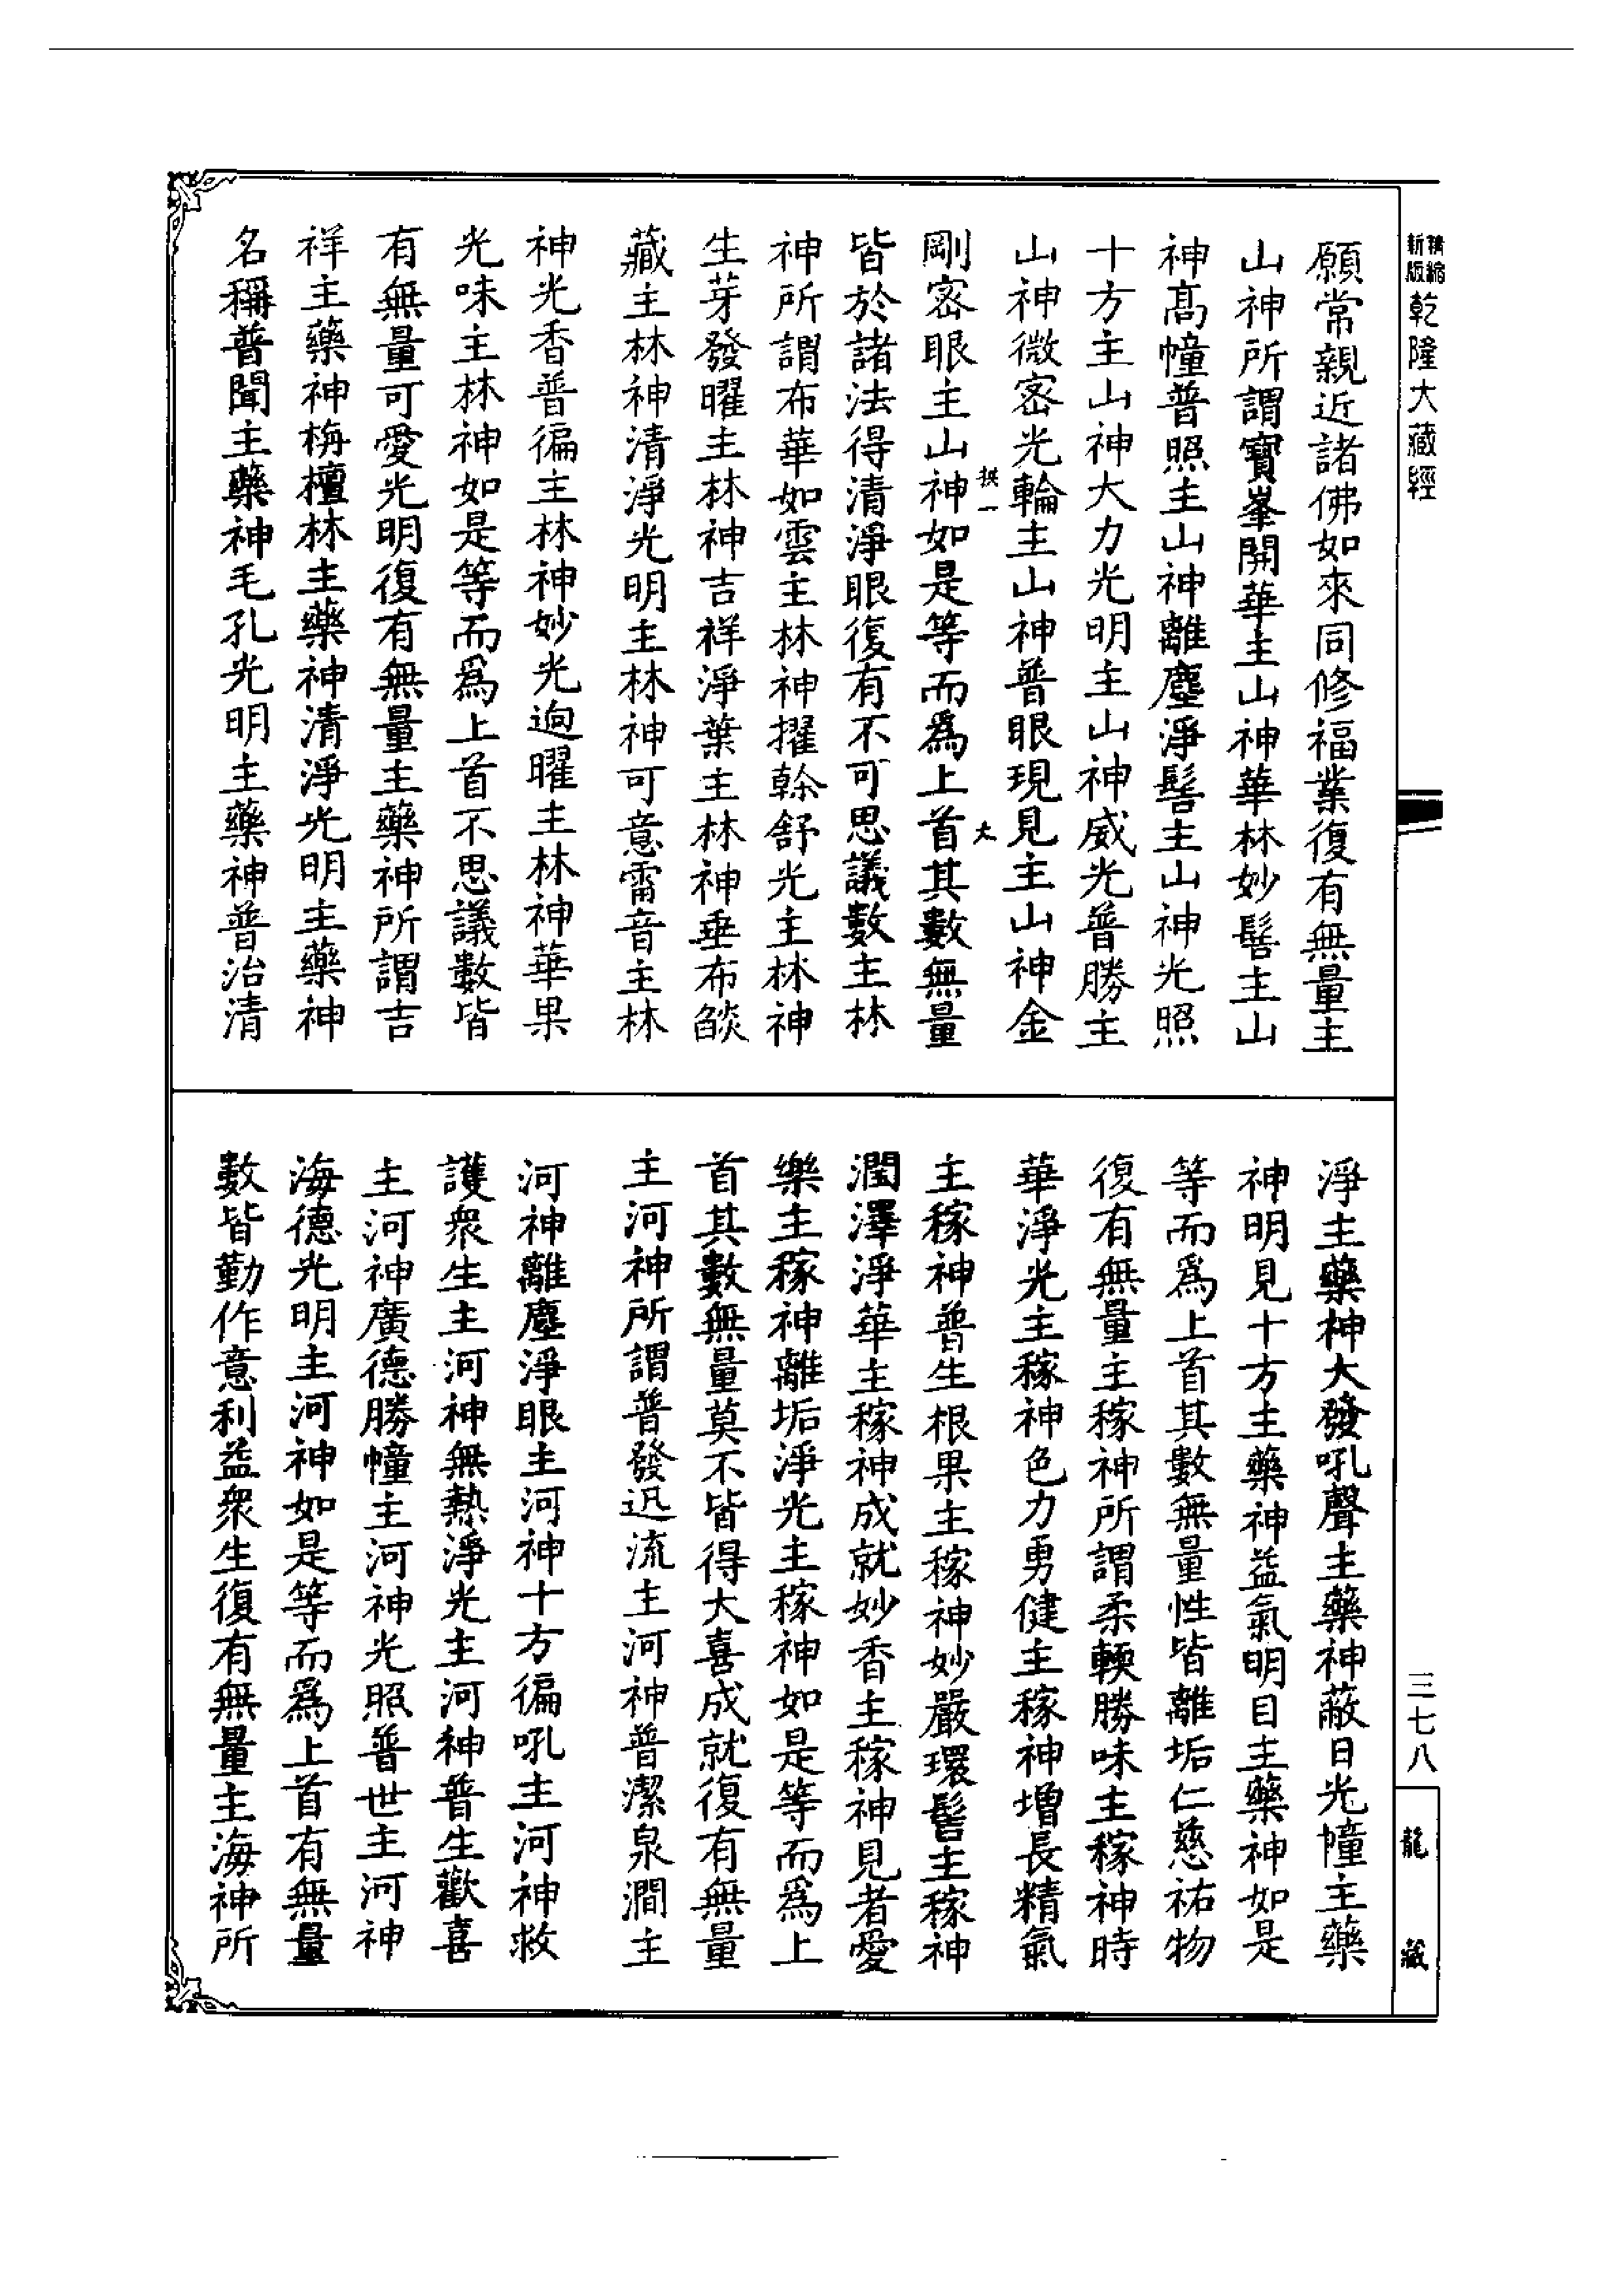 精縮新版乾隆大藏經
願常親近諸佛如來同修福業復有無量主
山神所謂寶峯開華主山神華林妙髻主山
神髙幢普照主山神離塵淨髻主山神光照
十方主山神大力光明主山神威光普勝主
山神微密光輪主山神普眼現見主山神金
拱一
大
剛密眼主山神如是等而爲上首其數無量
皆於諸法得清淨眼復有不可思議數主林
神所謂布華如雲主林神擢榦舒光主林神
生芽發曜主林神吉祥淨葉主林神垂布燄
藏主林神清淨光明主林神可意雷音主林
神光香普徧主林神妙光逈曜主林神華果
光味主林神如是等而爲上首不思議數皆
有無量可愛光明復有無量主藥神所謂吉
祥主藥神栴檀林主藥神清淨光明主藥神
名稱普聞主藥神毛孔光明主藥神普治清
淨主藥神大發吼聲主藥神蔽日光幢主藥
神明見十方主藥神益氣明目主藥神如是
等而爲上首其數無量性皆離垢仁慈祐物
復有無量主稼神所謂柔輭勝味主稼神時
華淨光主稼神色力勇健主稼神增長精氣
主稼神普生根果主稼神妙嚴環髻主稼神
潤澤淨華主稼神成就妙香主稼神見者愛
樂主稼神離垢淨光主稼神如是等而爲上
首其數無量莫不皆得大喜成就復有無量
主河神所謂普發迅流主河神普潔泉澗主
河神離塵淨眼主河神十方徧吼主河神救
護衆生主河神無熱淨光主河神普生歡喜
主河神廣德勝幢主河神光照普世主河神
海德光明主河神如是等而爲上首有無量
數皆勤作意利益衆生復有無量主海神所
三七八
龍藏